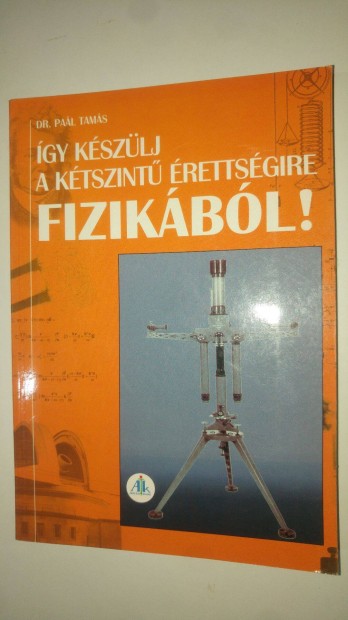 DR. PAÁL TAMÁS
ÍGY KÉSZÜLJ
A KÉTSZINTŰ ÉRETTSÉGIRE
FIZIKÁBÓL!